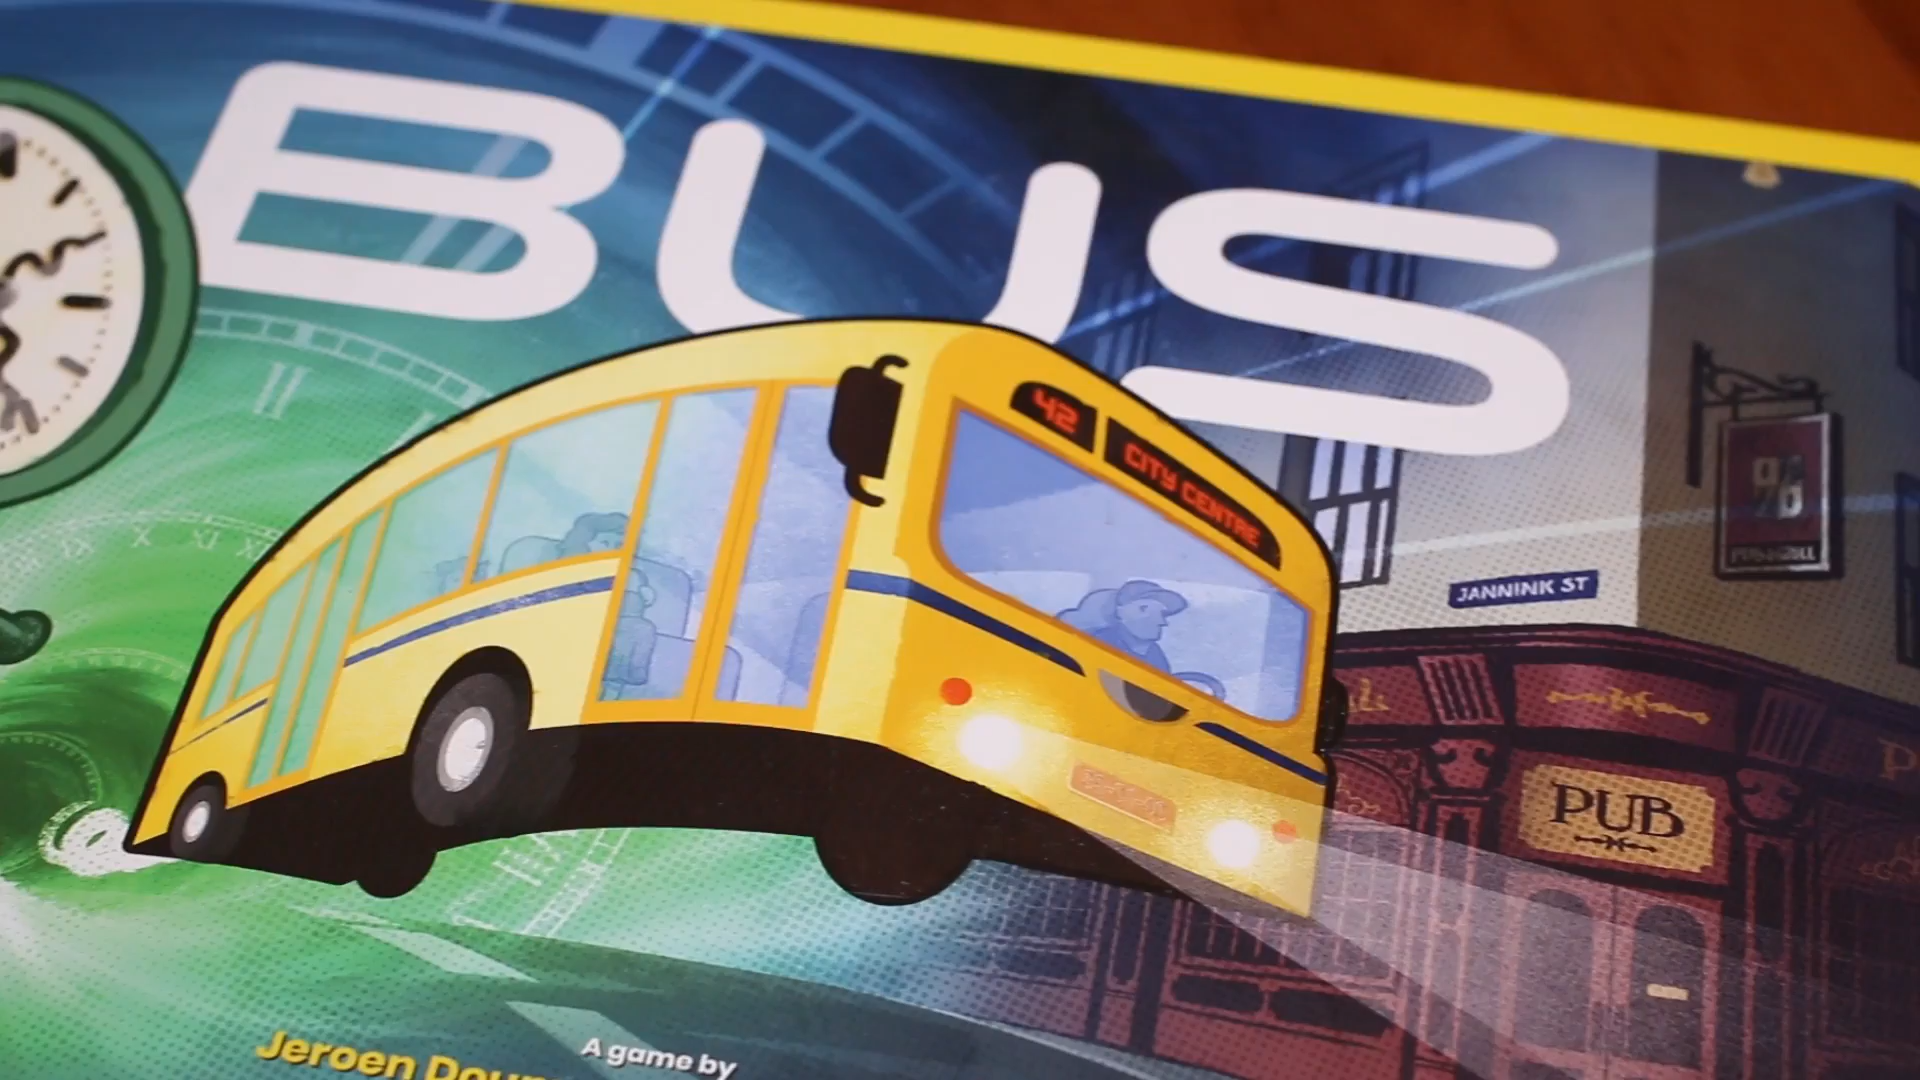 BUS
42 CITY CENTRE
JANNINK ST
PUB
A game by
Jeroen